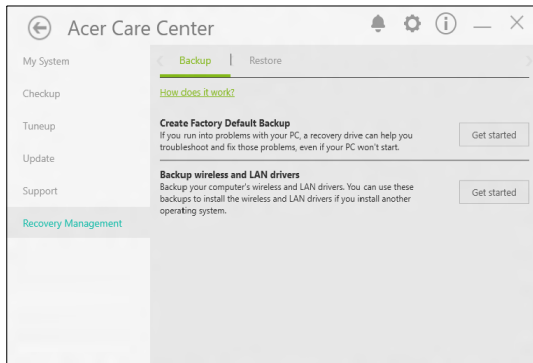 Acer Care Center
My System
Checkup
Tuneup
Update
Support
Recovery Management
Backup
Restore
How does it work?
Create Factory Default Backup
If you run into problems with your PC, a recovery drive can help you
troubleshoot and fix those problems, even if your PC won't start.
Get started
Backup wireless and LAN drivers
Backup your computer's wireless and LAN drivers. You can use these
backups to install the wireless and LAN drivers if you install another
operating system.
Get started